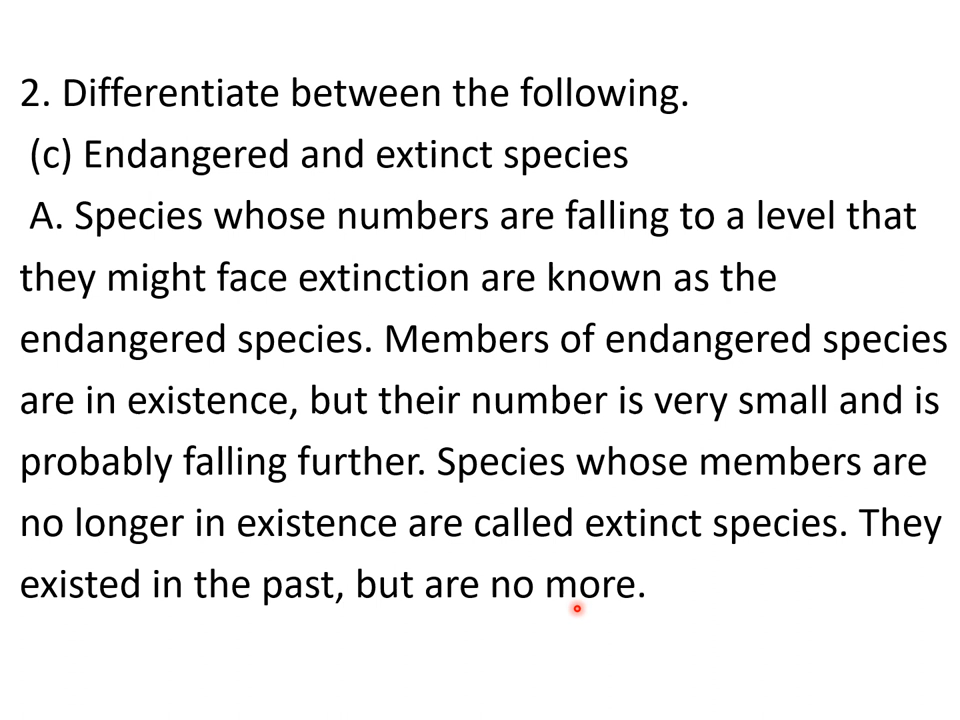 2. Differentiate between the following.
(c) Endangered and extinct species
A. Species whose numbers are falling to a level that
they might face extinction are known as the
endangered species. Members of endangered species
are in existence, but their number is very small and is
probably falling further. Species whose members are
no longer in existence are called extinct species. They
existed in the past, but are no more.